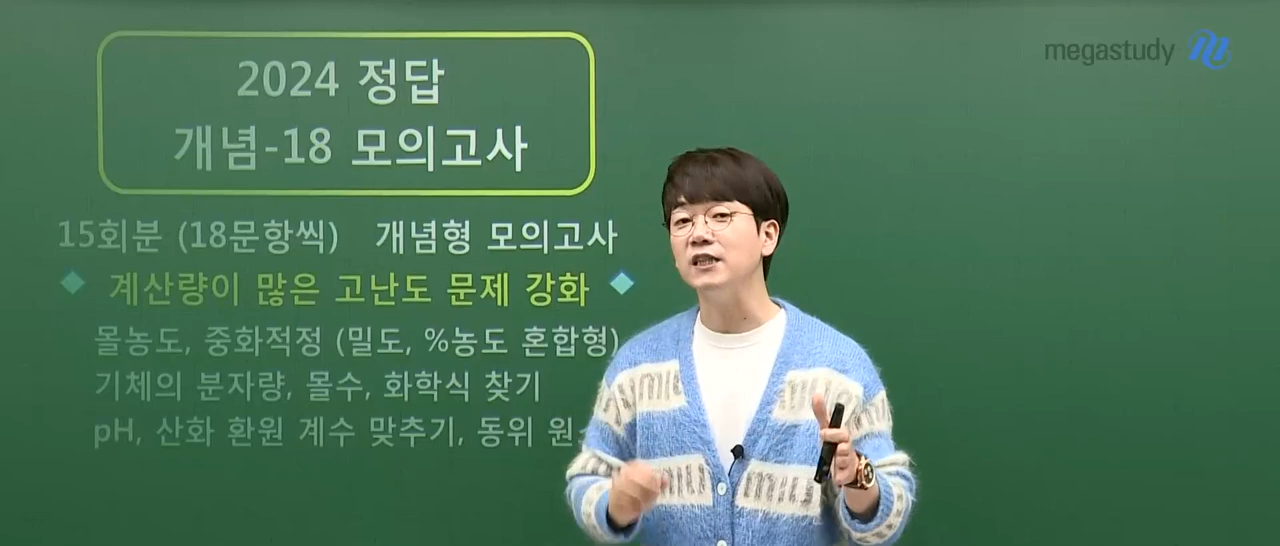 megastudy
2024 정답
개념-18 모의고사
15회분 (18문항씩) 개념형 모의고사
계산량이 많은 고난도 문제 강화
몰농도, 중화적정 (밀도, %농도 혼합형)
기체의 분자량, 몰수, 화학식 찾기
pH, 산화 환원 계수 맞추기, 동위 원
miu
miu